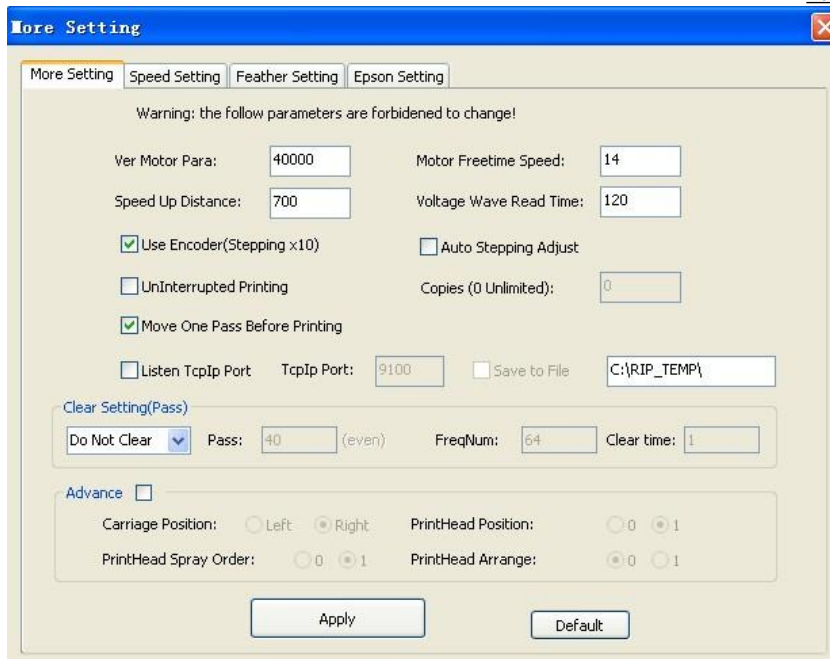 More Setting
More Setting Speed Setting Feather Setting Epson Setting
Warning: the follow parameters are forbidened to change!
Ver Motor Para: 40000 Motor Freetime Speed: 14
Speed Up Distance: 700 Voltage Wave Read Time: 120
Use Encoder(Stepping x10) Auto Stepping Adjust
UnInterrupted Printing Copies (0 Unlimited): 0
Move One Pass Before Printing
Listen TcpIp Port TcpIp Port: 9100 Save to File C:\RIP_TEMP\
Clear Setting(Pass)
Do Not Clear Pass: 40 (even) FreqNum: 64 Clear time: 1
Advance
Carriage Position: Left Right PrintHead Position: 0 1
PrintHead Spray Order: 0 1 PrintHead Arrange: 0 1
Apply Default